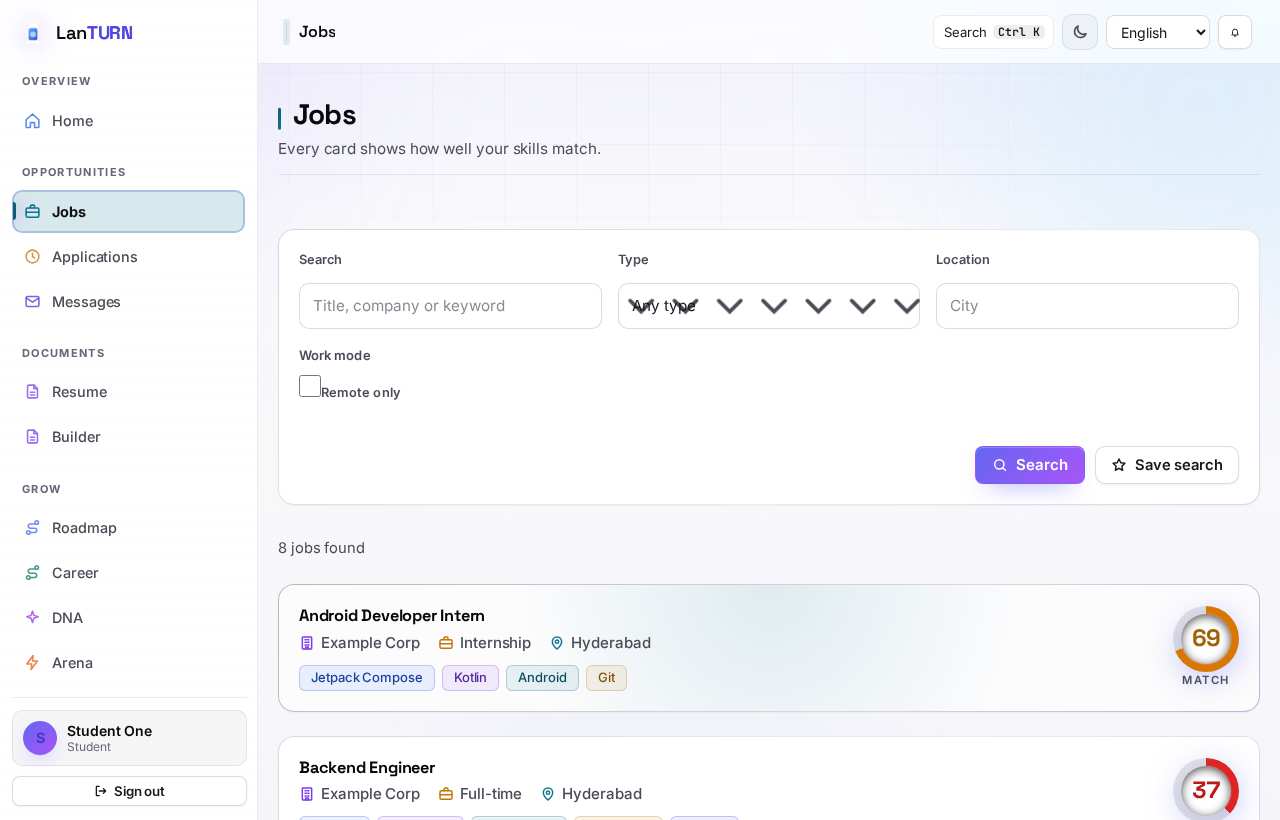 LanTURN
OVERVIEW
Home
OPPORTUNITIES
Jobs
Applications
Messages
DOCUMENTS
Resume
Builder
GROW
Roadmap
Career
DNA
Arena
S
Student One
Student
Sign out
Jobs
Search Ctrl K
English
Jobs
Every card shows how well your skills match.
Search
Title, company or keyword
Type
Any type
Location
City
Work mode
Remote only
Search
Save search
8 jobs found
Android Developer Intern
Example Corp Internship Hyderabad
Jetpack Compose Kotlin Android Git
69
MATCH
Backend Engineer
Example Corp Full-time Hyderabad
37